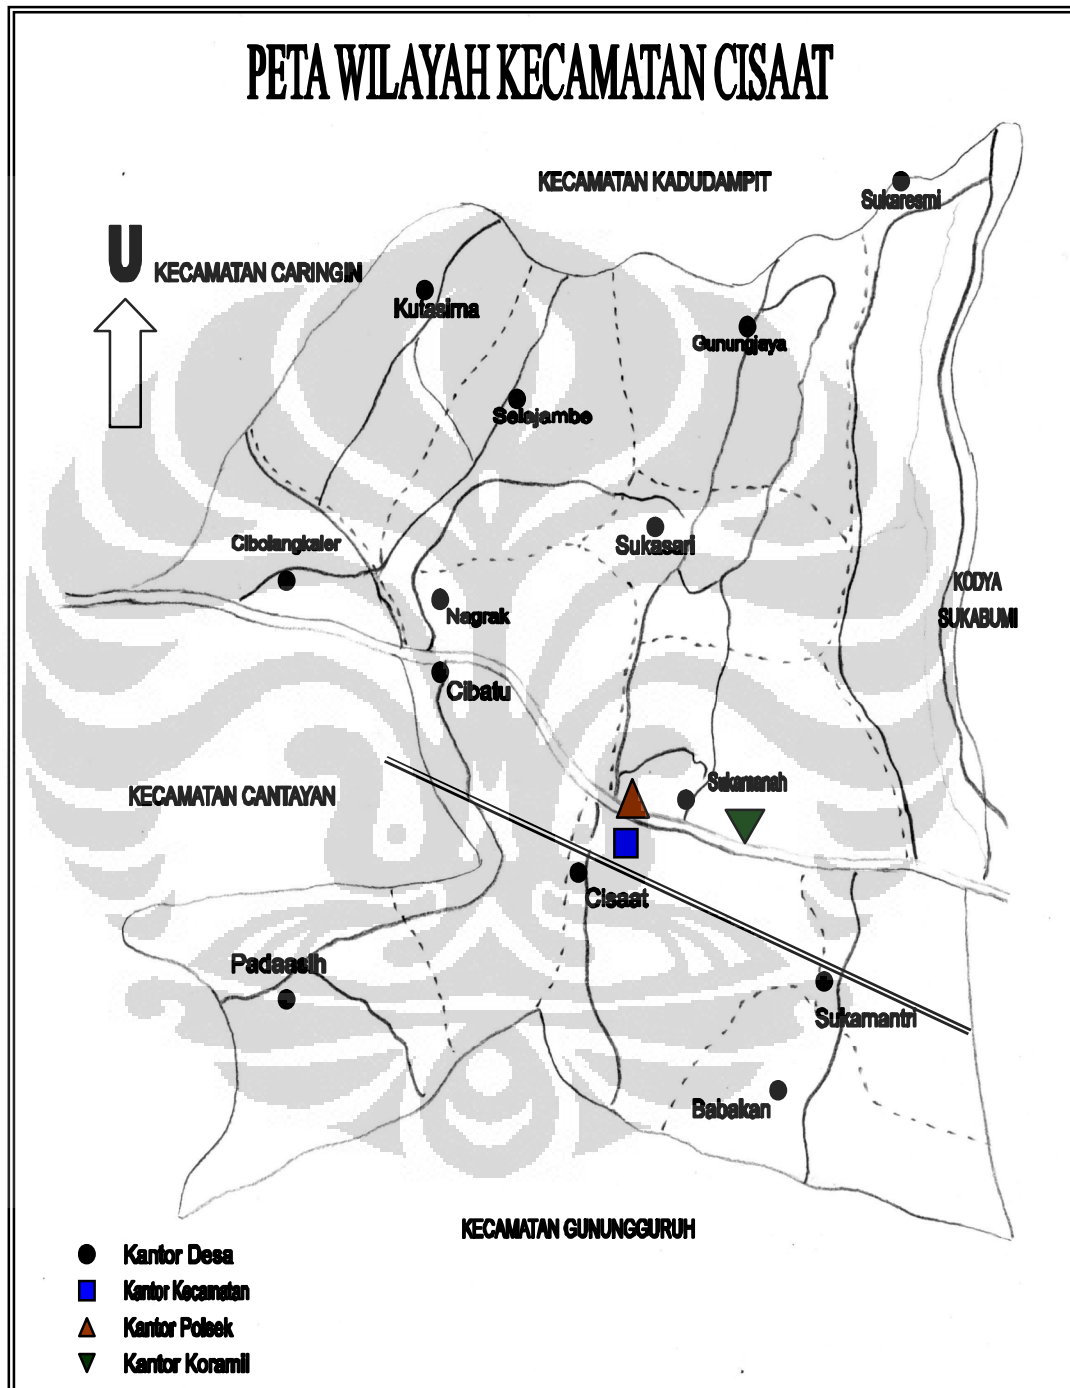 PETA WILAYAH KECAMATAN CISAAT
KECAMATAN KADUDAMPIT
Sukaresmi
U
KECAMATAN CARINGIN
Kutasirna
Gunungjaya
Selajambe
Cibolangkaler
Sukasari
KODYA
SUKABUMI
Nagrak
Cibatu
KECAMATAN CANTAYAN
Sukamanah
Cisaat
Padaasih
Sukamantri
Babakan
KECAMATAN GUNUNGGURUH
Kantor Desa
Kantor Kecamatan
Kantor Polsek
Kantor Koramil